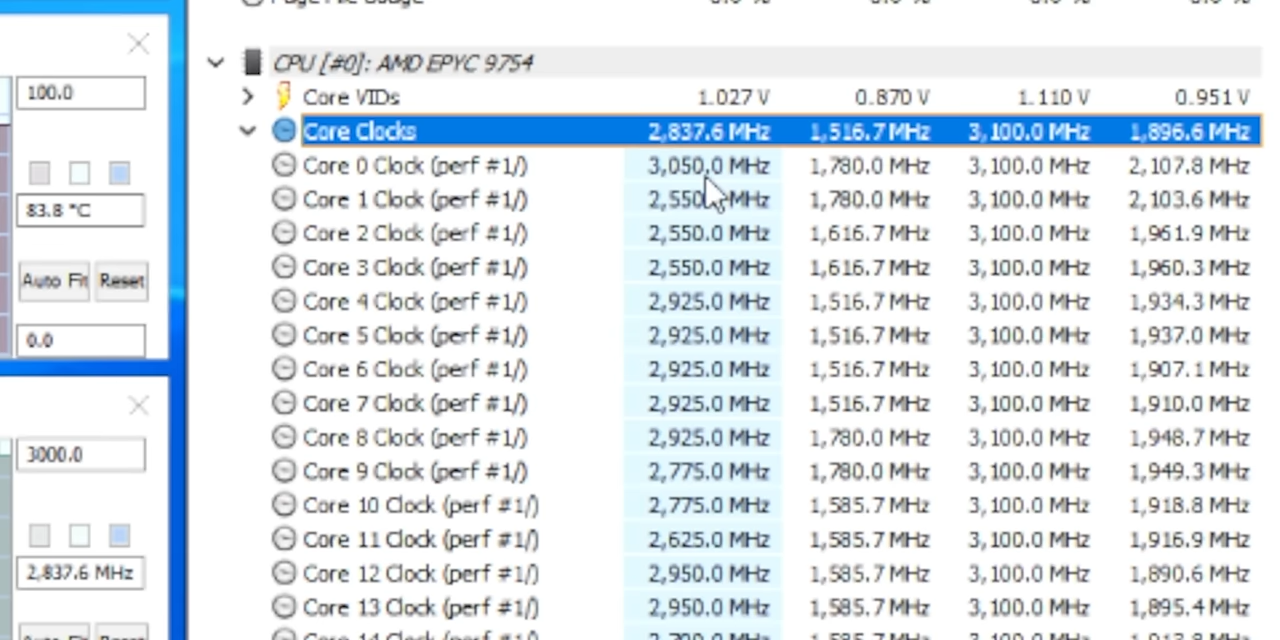 Page File Usage
CPU [#0]: AMD EPYC 9754
100.0
Core VIDs 1.027 V 0.870 V 1.110 V 0.951 V
Core Clocks 2,837.6 MHz 1,516.7 MHz 3,100.0 MHz 1,896.6 MHz
Core 0 Clock (perf #1/) 3,050.0 MHz 1,780.0 MHz 3,100.0 MHz 2,107.8 MHz
83.8 °C
Core 1 Clock (perf #1/) 2,550.0 MHz 1,780.0 MHz 3,100.0 MHz 2,103.6 MHz
Core 2 Clock (perf #1/) 2,550.0 MHz 1,616.7 MHz 3,100.0 MHz 1,961.9 MHz
Auto Fit Reset
Core 3 Clock (perf #1/) 2,550.0 MHz 1,616.7 MHz 3,100.0 MHz 1,960.3 MHz
Core 4 Clock (perf #1/) 2,925.0 MHz 1,516.7 MHz 3,100.0 MHz 1,934.3 MHz
0.0
Core 5 Clock (perf #1/) 2,925.0 MHz 1,516.7 MHz 3,100.0 MHz 1,937.0 MHz
Core 6 Clock (perf #1/) 2,925.0 MHz 1,516.7 MHz 3,100.0 MHz 1,907.1 MHz
Core 7 Clock (perf #1/) 2,925.0 MHz 1,516.7 MHz 3,100.0 MHz 1,910.0 MHz
Core 8 Clock (perf #1/) 2,925.0 MHz 1,780.0 MHz 3,100.0 MHz 1,948.7 MHz
3000.0
Core 9 Clock (perf #1/) 2,775.0 MHz 1,780.0 MHz 3,100.0 MHz 1,949.3 MHz
Core 10 Clock (perf #1/) 2,775.0 MHz 1,585.7 MHz 3,100.0 MHz 1,918.8 MHz
Core 11 Clock (perf #1/) 2,625.0 MHz 1,585.7 MHz 3,100.0 MHz 1,916.9 MHz
2,837.6 MHz
Core 12 Clock (perf #1/) 2,950.0 MHz 1,585.7 MHz 3,100.0 MHz 1,890.6 MHz
Core 13 Clock (perf #1/) 2,950.0 MHz 1,585.7 MHz 3,100.0 MHz 1,895.4 MHz